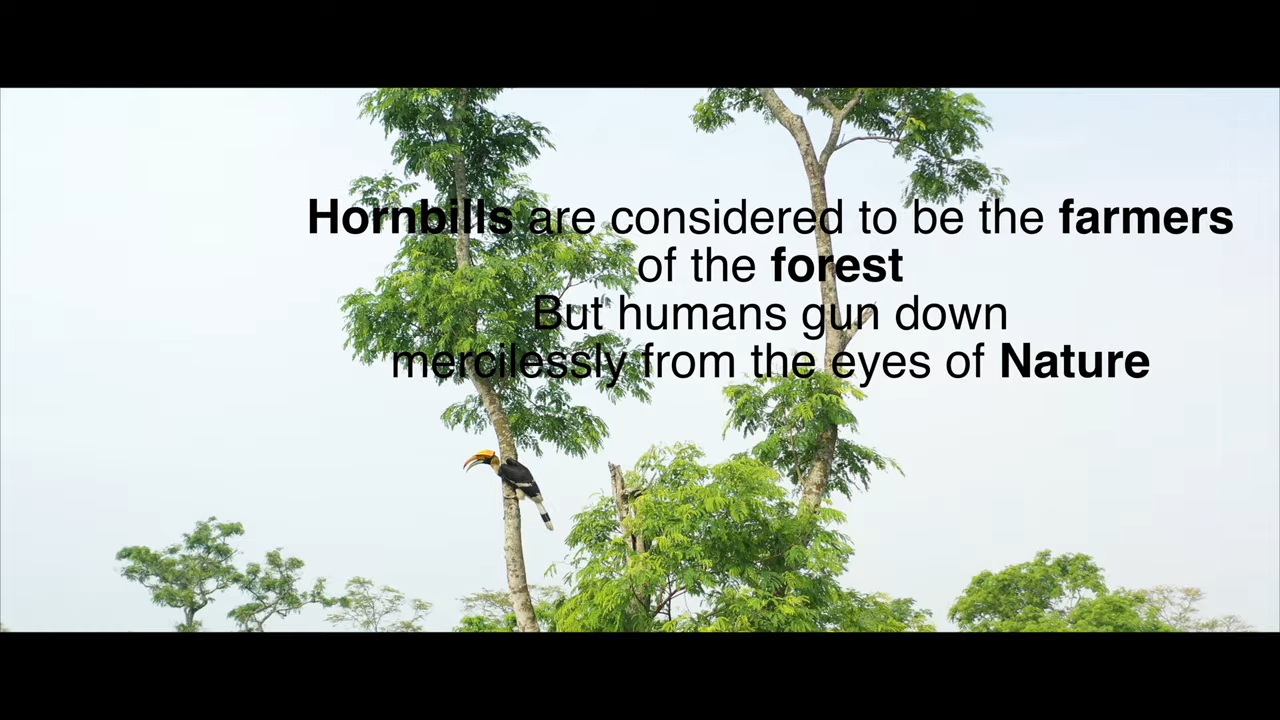 Hornbills are considered to be the farmers
of the forest
But humans gun down
mercilessly from the eyes of Nature